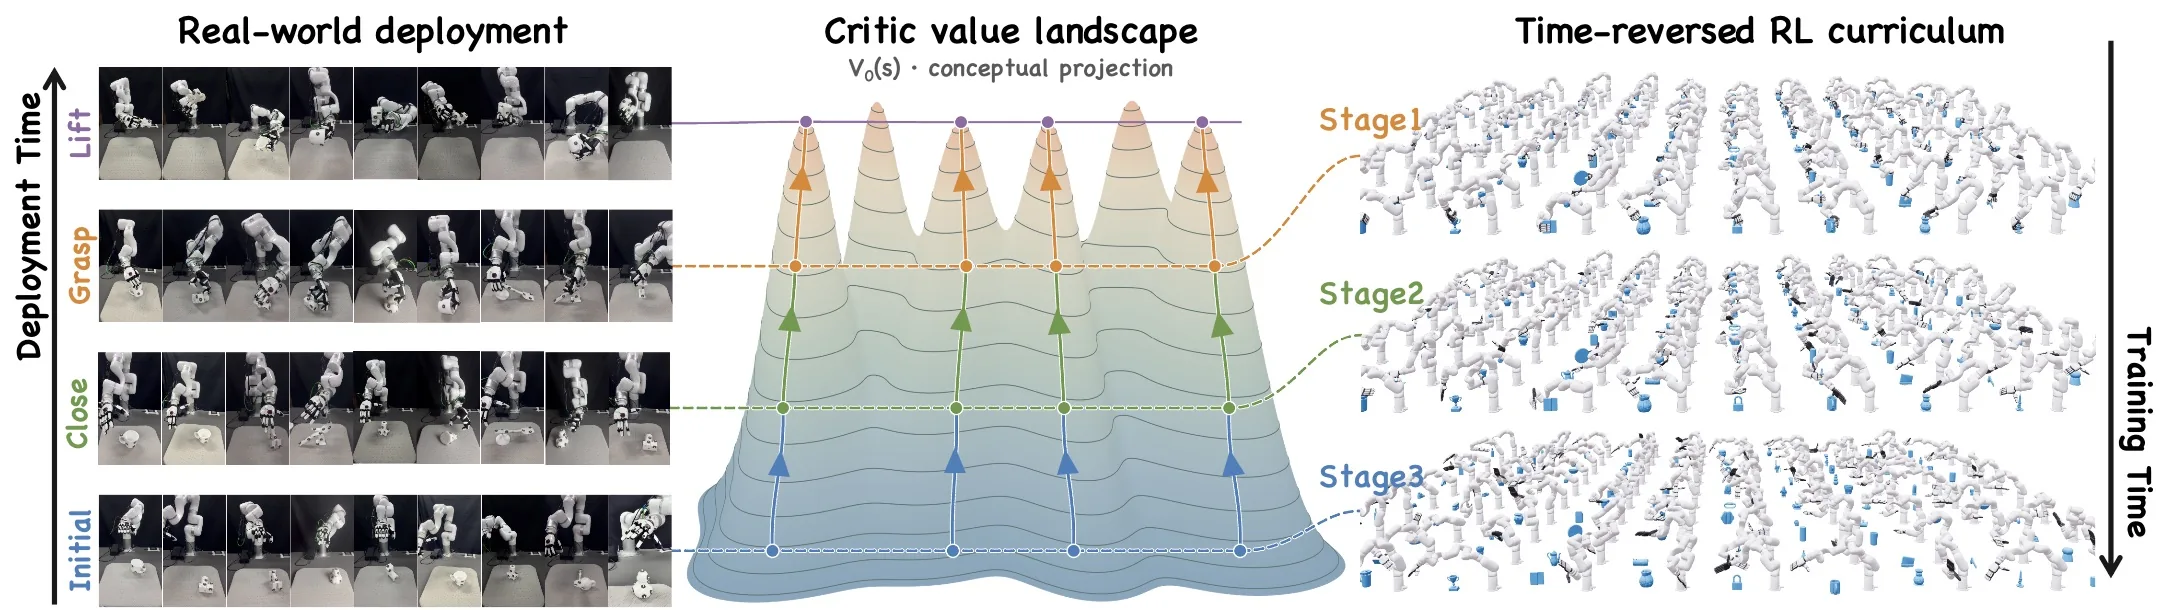 Real-world deployment
Critic value landscape
V₀(s) · conceptual projection
Time-reversed RL curriculum
Deployment Time
Lift
Grasp
Close
Initial
Stage1
Stage2
Stage3
Training Time